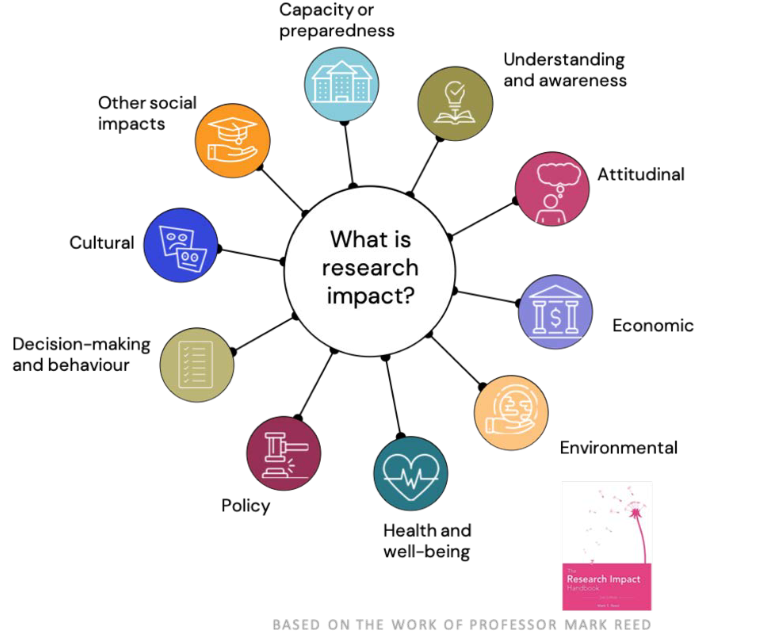 Capacity or
preparedness
Understanding
and awareness
Other social
impacts
Attitudinal
Cultural
What is
research
impact?
Economic
Decision-making
and behaviour
Environmental
Policy
Health and
well-being
$
The
Research Impact
Handbook
BASED ON THE WORK OF PROFESSOR MARK REED